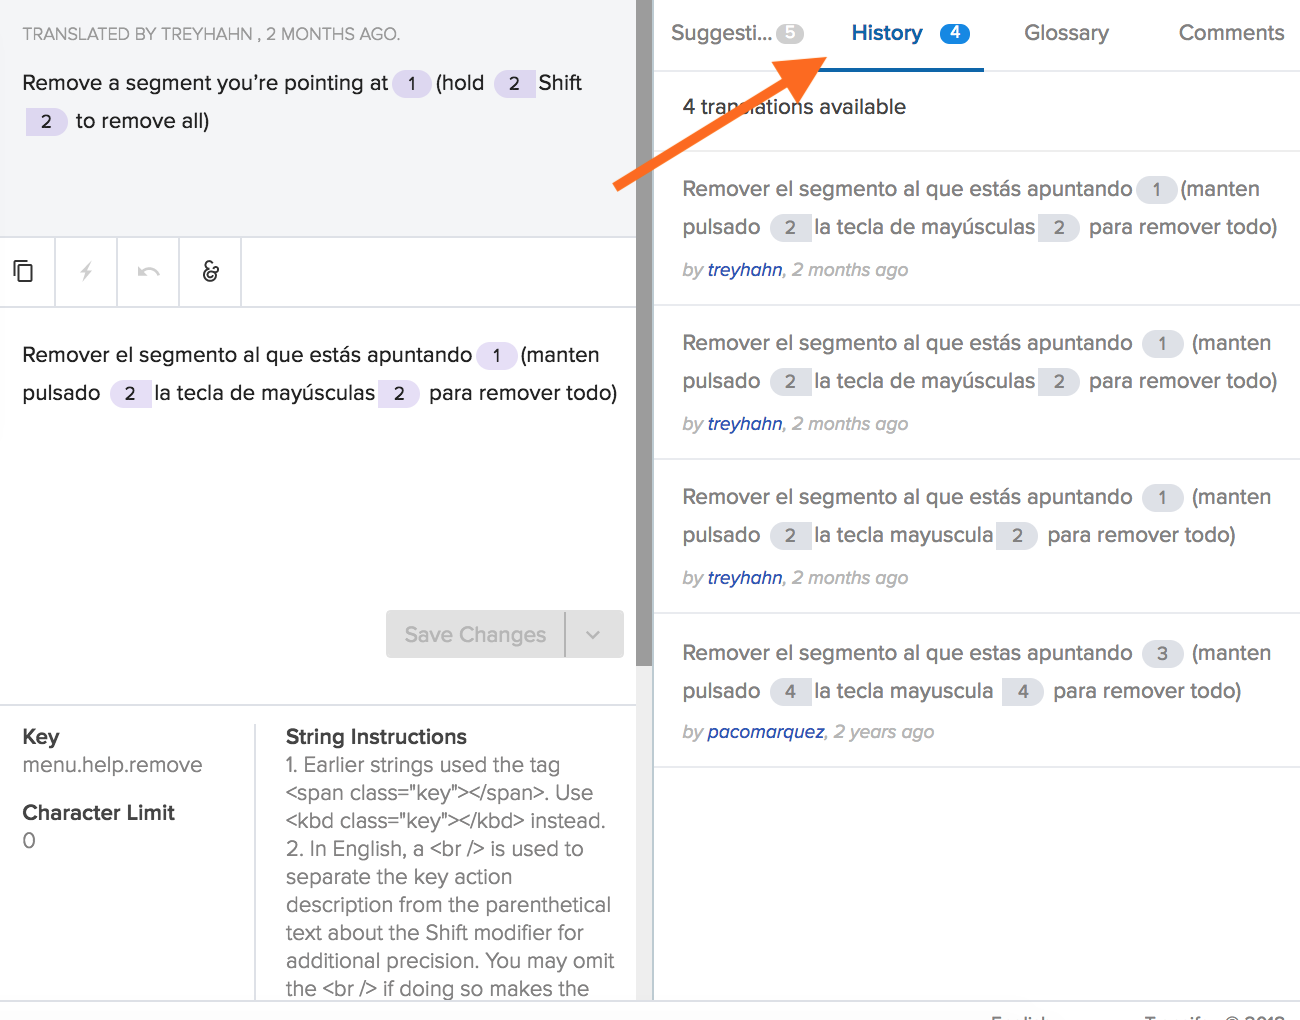 TRANSLATED BY TREYHAHN , 2 MONTHS AGO.
Remove a segment you’re pointing at 1 (hold 2 Shift
2 to remove all)
Remover el segmento al que estás apuntando 1 (manten
pulsado 2 la tecla de mayúsculas 2 para remover todo)
Save Changes
Key
menu.help.remove
Character Limit
0
String Instructions
1. Earlier strings used the tag
<span class="key"></span>. Use
<kbd class="key"></kbd> instead.
2. In English, a <br /> is used to
separate the key action
description from the parenthetical
text about the Shift modifier for
additional precision. You may omit
the <br /> if doing so makes the
Suggesti... 5 History 4 Glossary Comments
4 translations available
Remover el segmento al que estás apuntando 1 (manten
pulsado 2 la tecla de mayúsculas 2 para remover todo)
by treyhahn, 2 months ago
Remover el segmento al que estás apuntando 1 (manten
pulsado 2 la tecla de mayúsculas 2 para remover todo)
by treyhahn, 2 months ago
Remover el segmento al que estás apuntando 1 (manten
pulsado 2 la tecla mayuscula 2 para remover todo)
by treyhahn, 2 months ago
Remover el segmento al que estas apuntando 3 (manten
pulsado 4 la tecla mayuscula 4 para remover todo)
by pacomarquez, 2 years ago